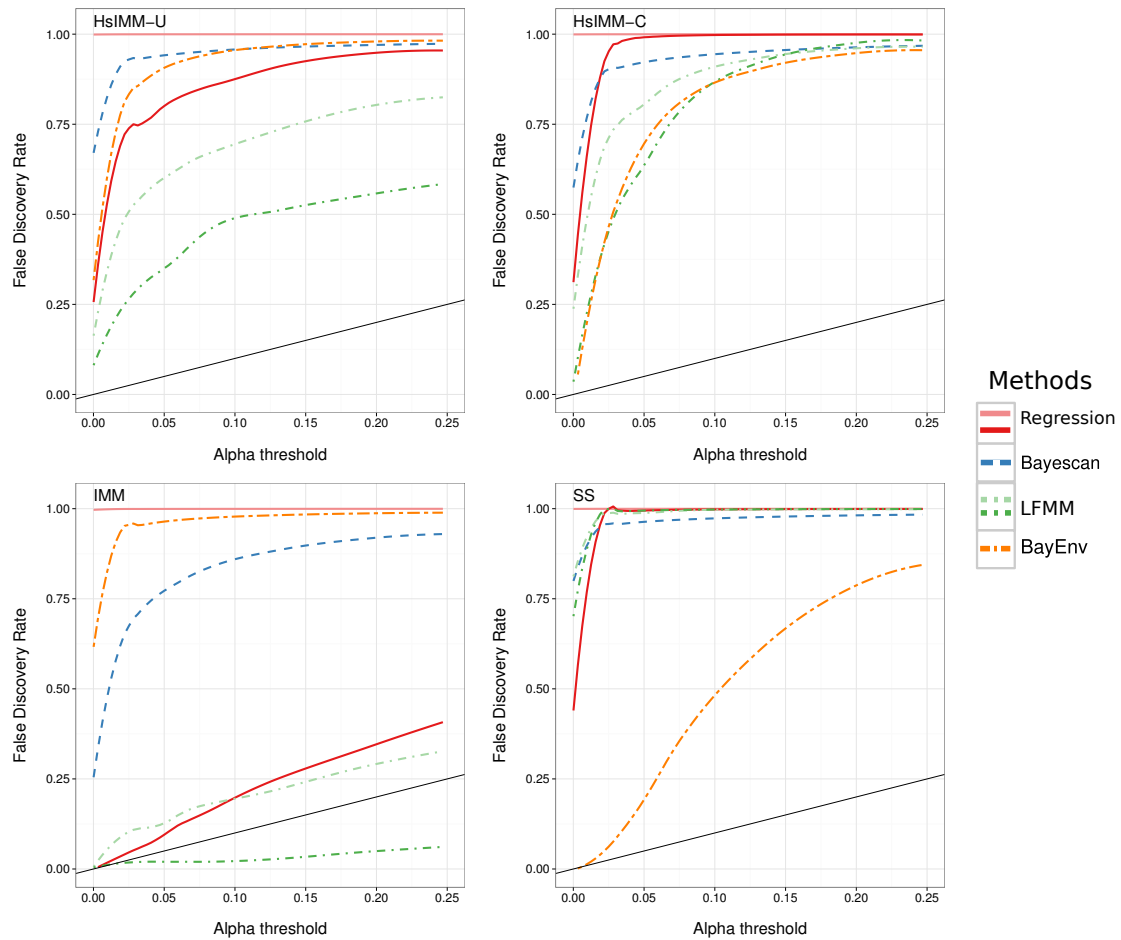 HsIMM−U
1.00
0.75
0.50
0.25
0.00
False Discovery Rate
0.00 0.05 0.10 0.15 0.20 0.25
Alpha threshold
HsIMM−C
1.00
0.75
0.50
0.25
0.00
False Discovery Rate
0.00 0.05 0.10 0.15 0.20 0.25
Alpha threshold
IMM
1.00
0.75
0.50
0.25
0.00
False Discovery Rate
0.00 0.05 0.10 0.15 0.20 0.25
Alpha threshold
SS
1.00
0.75
0.50
0.25
0.00
False Discovery Rate
0.00 0.05 0.10 0.15 0.20 0.25
Alpha threshold
Methods
Regression
Bayescan
LFMM
BayEnv